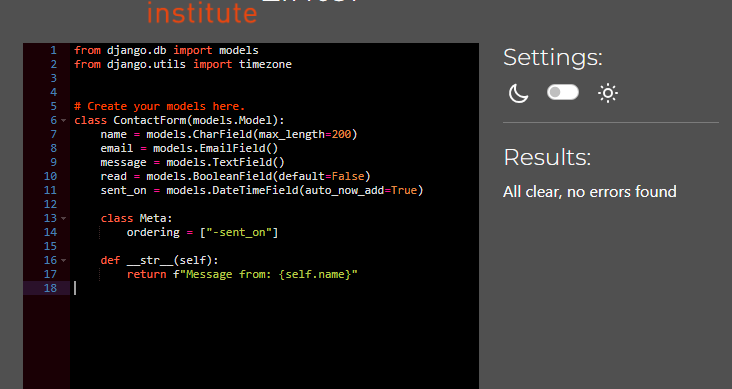 institute
1 from django.db import models
2 from django.utils import timezone
3
4
5 # Create your models here.
6 class ContactForm(models.Model):
7     name = models.CharField(max_length=200)
8     email = models.EmailField()
9     message = models.TextField()
10     read = models.BooleanField(default=False)
11     sent_on = models.DateTimeField(auto_now_add=True)
12
13     class Meta:
14         ordering = ["-sent_on"]
15
16     def __str__(self):
17         return f"Message from: {self.name}"
18
Settings:
Results:
All clear, no errors found